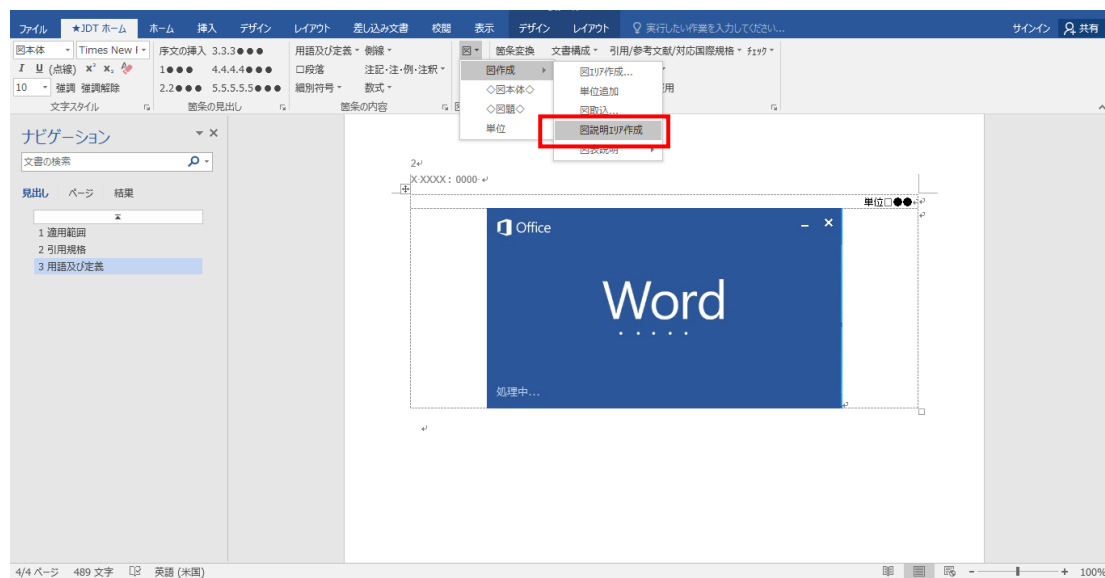 ファイル ★JDT ホーム ホーム 挿入 デザイン レイアウト 差し込み文書 校閲 表示 デザイン レイアウト 実行したい作業を入力してください... サインイン 共有
図本体 Times New 序文の挿入 3.3.3●●● 用語及び定義 側線 図 箇条変換 文書構成 引用/参考文献/対応国際規格 ﾁｪｯｸ
I U (点線) x² x₂ 1●●● 4.4.4.4●●● □段落 注記･注･例･注釈 図作成 図ｴﾘｱ作成...
10 強調 強調解除 2.2●●● 5.5.5.5.5●●● 細別符号 数式 ◇図本体◇ 単位追加 用
文字スタイル 箇条の見出し 箇条の内容 ◇図題◇ 図取込...
単位 図説明ｴﾘｱ作成
図表説明
ナビゲーション
文書の検索
見出し ページ 結果
1 適用範囲
2 引用規格
3 用語及び定義
2
X XXXX：0000
単位□●●
Office
Word
処理中...
4/4 ページ 489 文字 英語 (米国) 100%